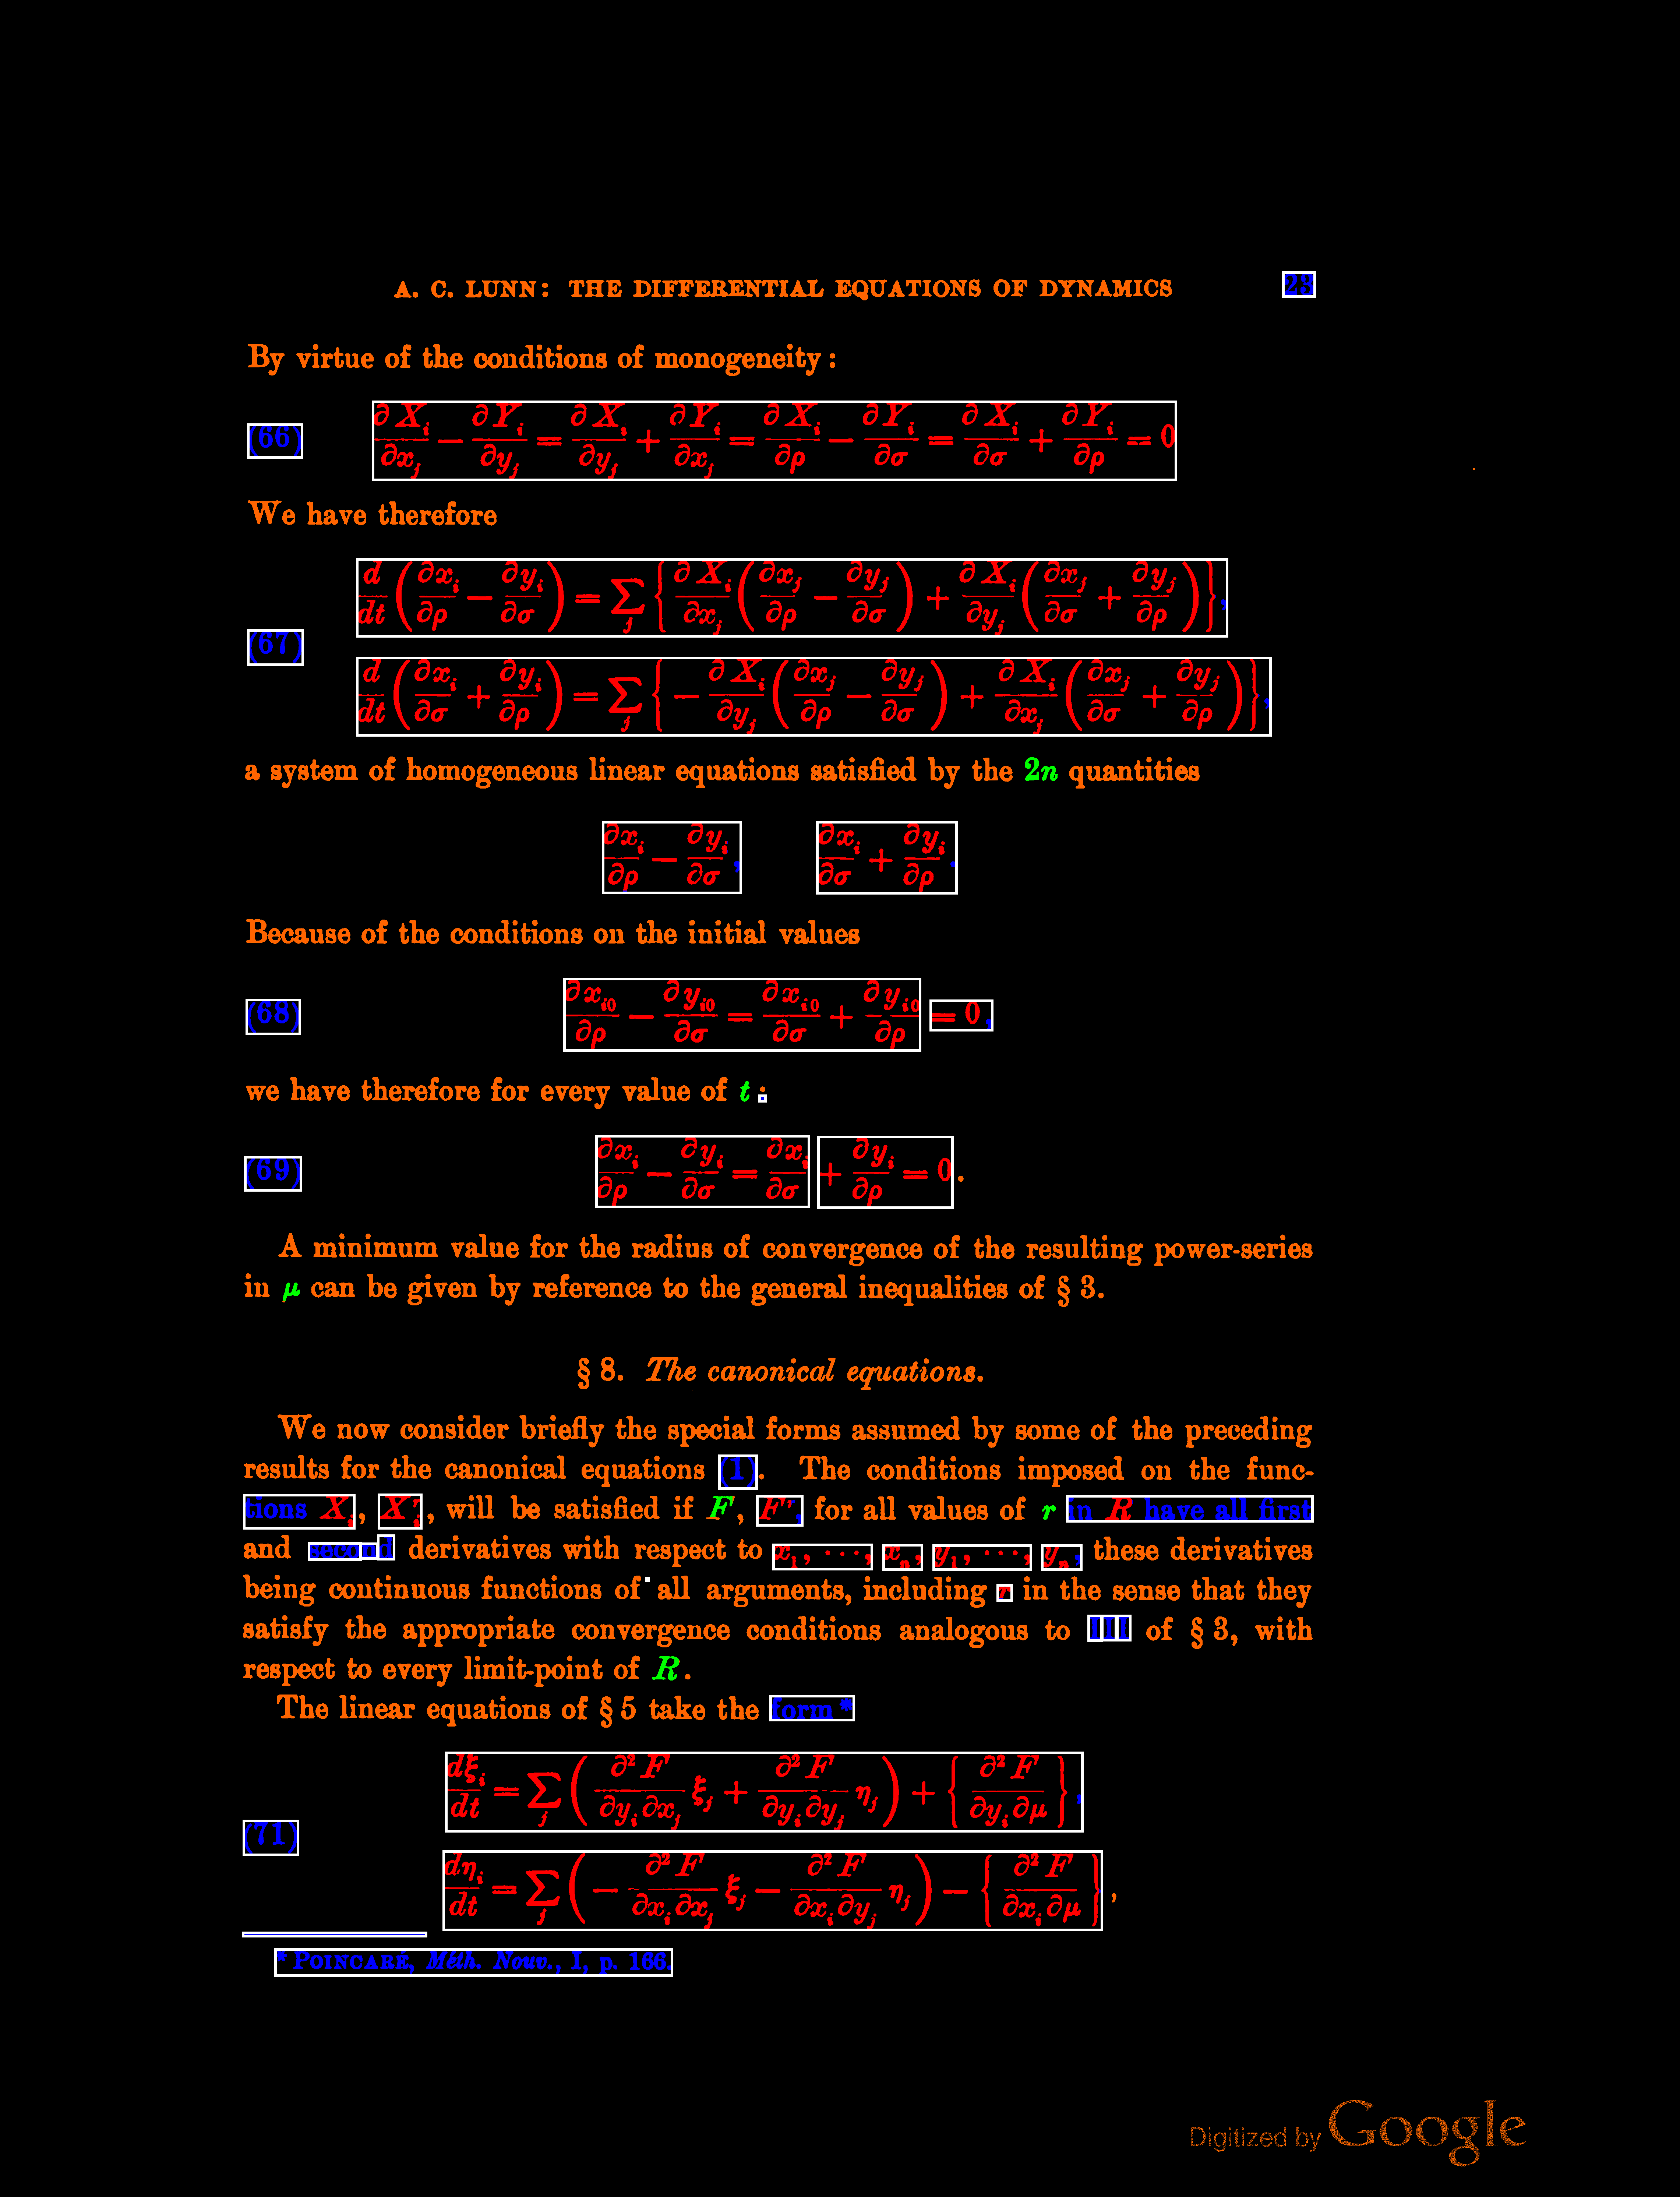 A. C. LUNN: THE DIFFERENTIAL EQUATIONS OF DYNAMICS 23
By virtue of the conditions of monogeneity:
(66) ∂X_i/∂x_j − ∂Y_i/∂y_j = ∂X_i/∂y_j + ∂Y_i/∂x_j = ∂X_i/∂ρ − ∂Y_i/∂σ = ∂X_i/∂σ + ∂Y_i/∂ρ = 0
We have therefore
(67) d/dt (∂x_i/∂ρ − ∂y_i/∂σ) = Σ_j { ∂X_i/∂x_j (∂x_j/∂ρ − ∂y_j/∂σ) + ∂X_i/∂y_j (∂x_j/∂σ + ∂y_j/∂ρ) },
d/dt (∂x_i/∂σ + ∂y_i/∂ρ) = Σ_j { − ∂X_i/∂y_j (∂x_j/∂ρ − ∂y_j/∂σ) + ∂X_i/∂x_j (∂x_j/∂σ + ∂y_j/∂ρ) },
a system of homogeneous linear equations satisfied by the 2n quantities
∂x_i/∂ρ − ∂y_i/∂σ, ∂x_i/∂σ + ∂y_i/∂ρ.
Because of the conditions on the initial values
(68) ∂x_i0/∂ρ − ∂y_i0/∂σ = ∂x_i0/∂σ + ∂y_i0/∂ρ = 0,
we have therefore for every value of t:
(69) ∂x_i/∂ρ − ∂y_i/∂σ = ∂x_i/∂σ + ∂y_i/∂ρ = 0.
A minimum value for the radius of convergence of the resulting power-series
in μ can be given by reference to the general inequalities of § 3.
§ 8. The canonical equations.
We now consider briefly the special forms assumed by some of the preceding
results for the canonical equations (1). The conditions imposed on the func-
tions X_i, X'_i, will be satisfied if F, F', for all values of r in R have all first
and second derivatives with respect to x_1, ···, x_n, y_1, ···, y_n, these derivatives
being continuous functions of all arguments, including r in the sense that they
satisfy the appropriate convergence conditions analogous to III of § 3, with
respect to every limit-point of R.
The linear equations of § 5 take the form *
(71) dξ_i/dt = Σ_j ( ∂²F/∂y_i∂x_j ξ_j + ∂²F/∂y_i∂y_j η_j ) + { ∂²F/∂y_i∂μ },
dη_i/dt = Σ_j ( − ∂²F/∂x_i∂x_j ξ_j − ∂²F/∂x_i∂y_j η_j ) − { ∂²F/∂x_i∂μ },
* POINCARÉ, Méth. Nouv., I, p. 166.
Digitized by Google